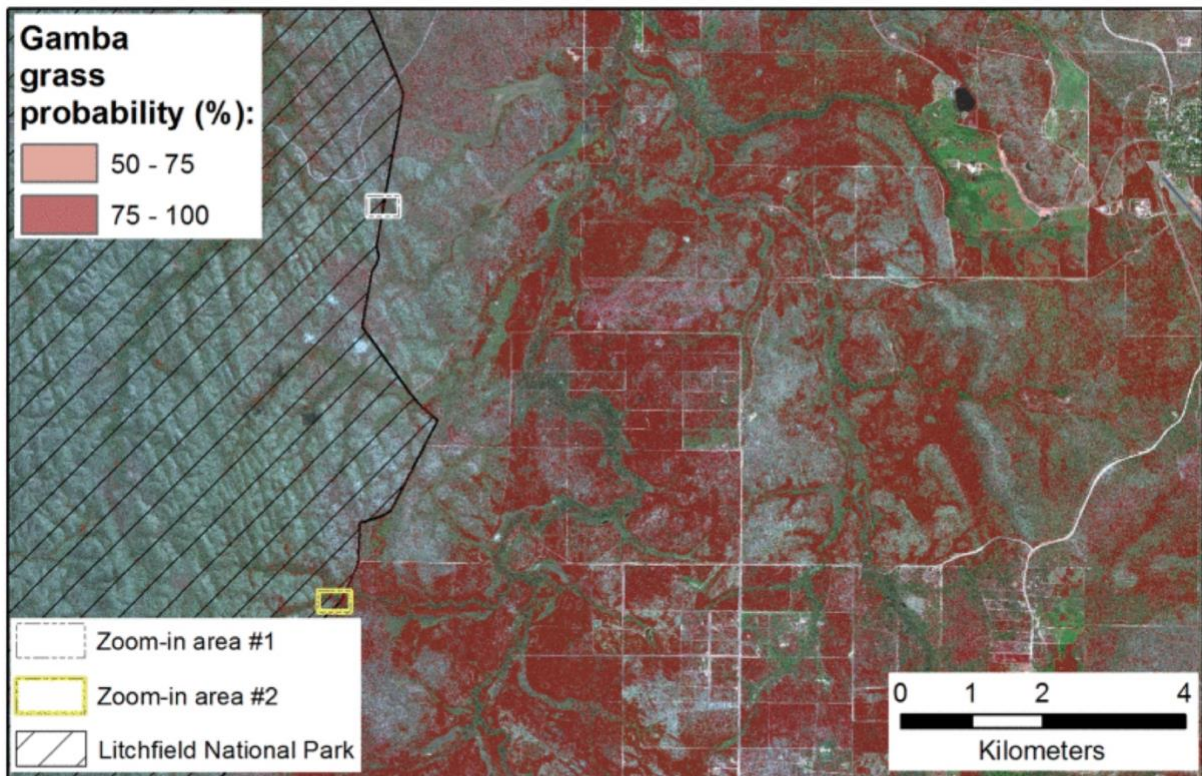 Gamba
grass
probability (%):
50 - 75
75 - 100
Zoom-in area #1
Zoom-in area #2
Litchfield National Park
0 1 2 4
Kilometers